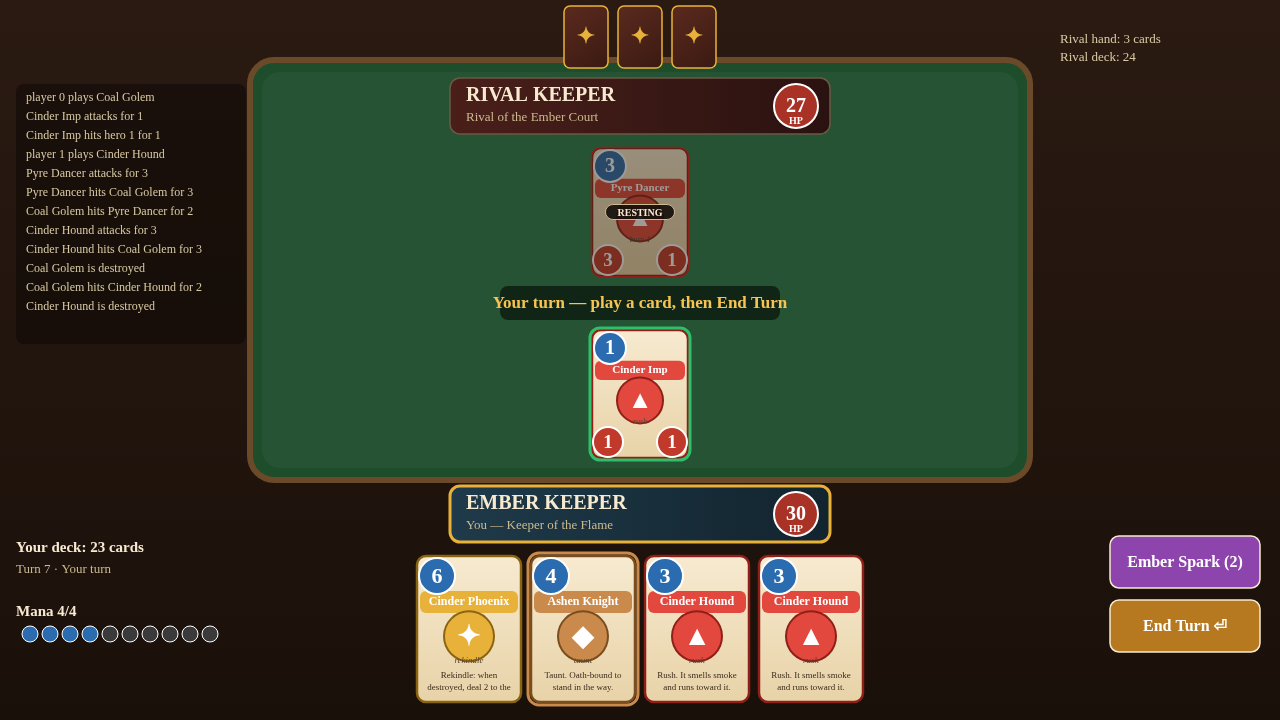 Rival hand: 3 cards
Rival deck: 24
RIVAL KEEPER
Rival of the Ember Court
27
HP
player 0 plays Coal Golem
Cinder Imp attacks for 1
Cinder Imp hits hero 1 for 1
player 1 plays Cinder Hound
Pyre Dancer attacks for 3
Pyre Dancer hits Coal Golem for 3
Coal Golem hits Pyre Dancer for 2
Cinder Hound attacks for 3
Cinder Hound hits Coal Golem for 3
Coal Golem is destroyed
Coal Golem hits Cinder Hound for 2
Cinder Hound is destroyed
3
Pyre Dancer
RESTING
3
1
Your turn — play a card, then End Turn
1
Cinder Imp
1
1
EMBER KEEPER
You — Keeper of the Flame
30
HP
Your deck: 23 cards
Turn 7 · Your turn
Mana 4/4
6
Cinder Phoenix
rekindle
Rekindle: when
destroyed, deal 2 to the
4
Ashen Knight
taunt
Taunt. Oath-bound to
stand in the way.
3
Cinder Hound
Rush. It smells smoke
and runs toward it.
3
Cinder Hound
Rush. It smells smoke
and runs toward it.
Ember Spark (2)
End Turn ⏎